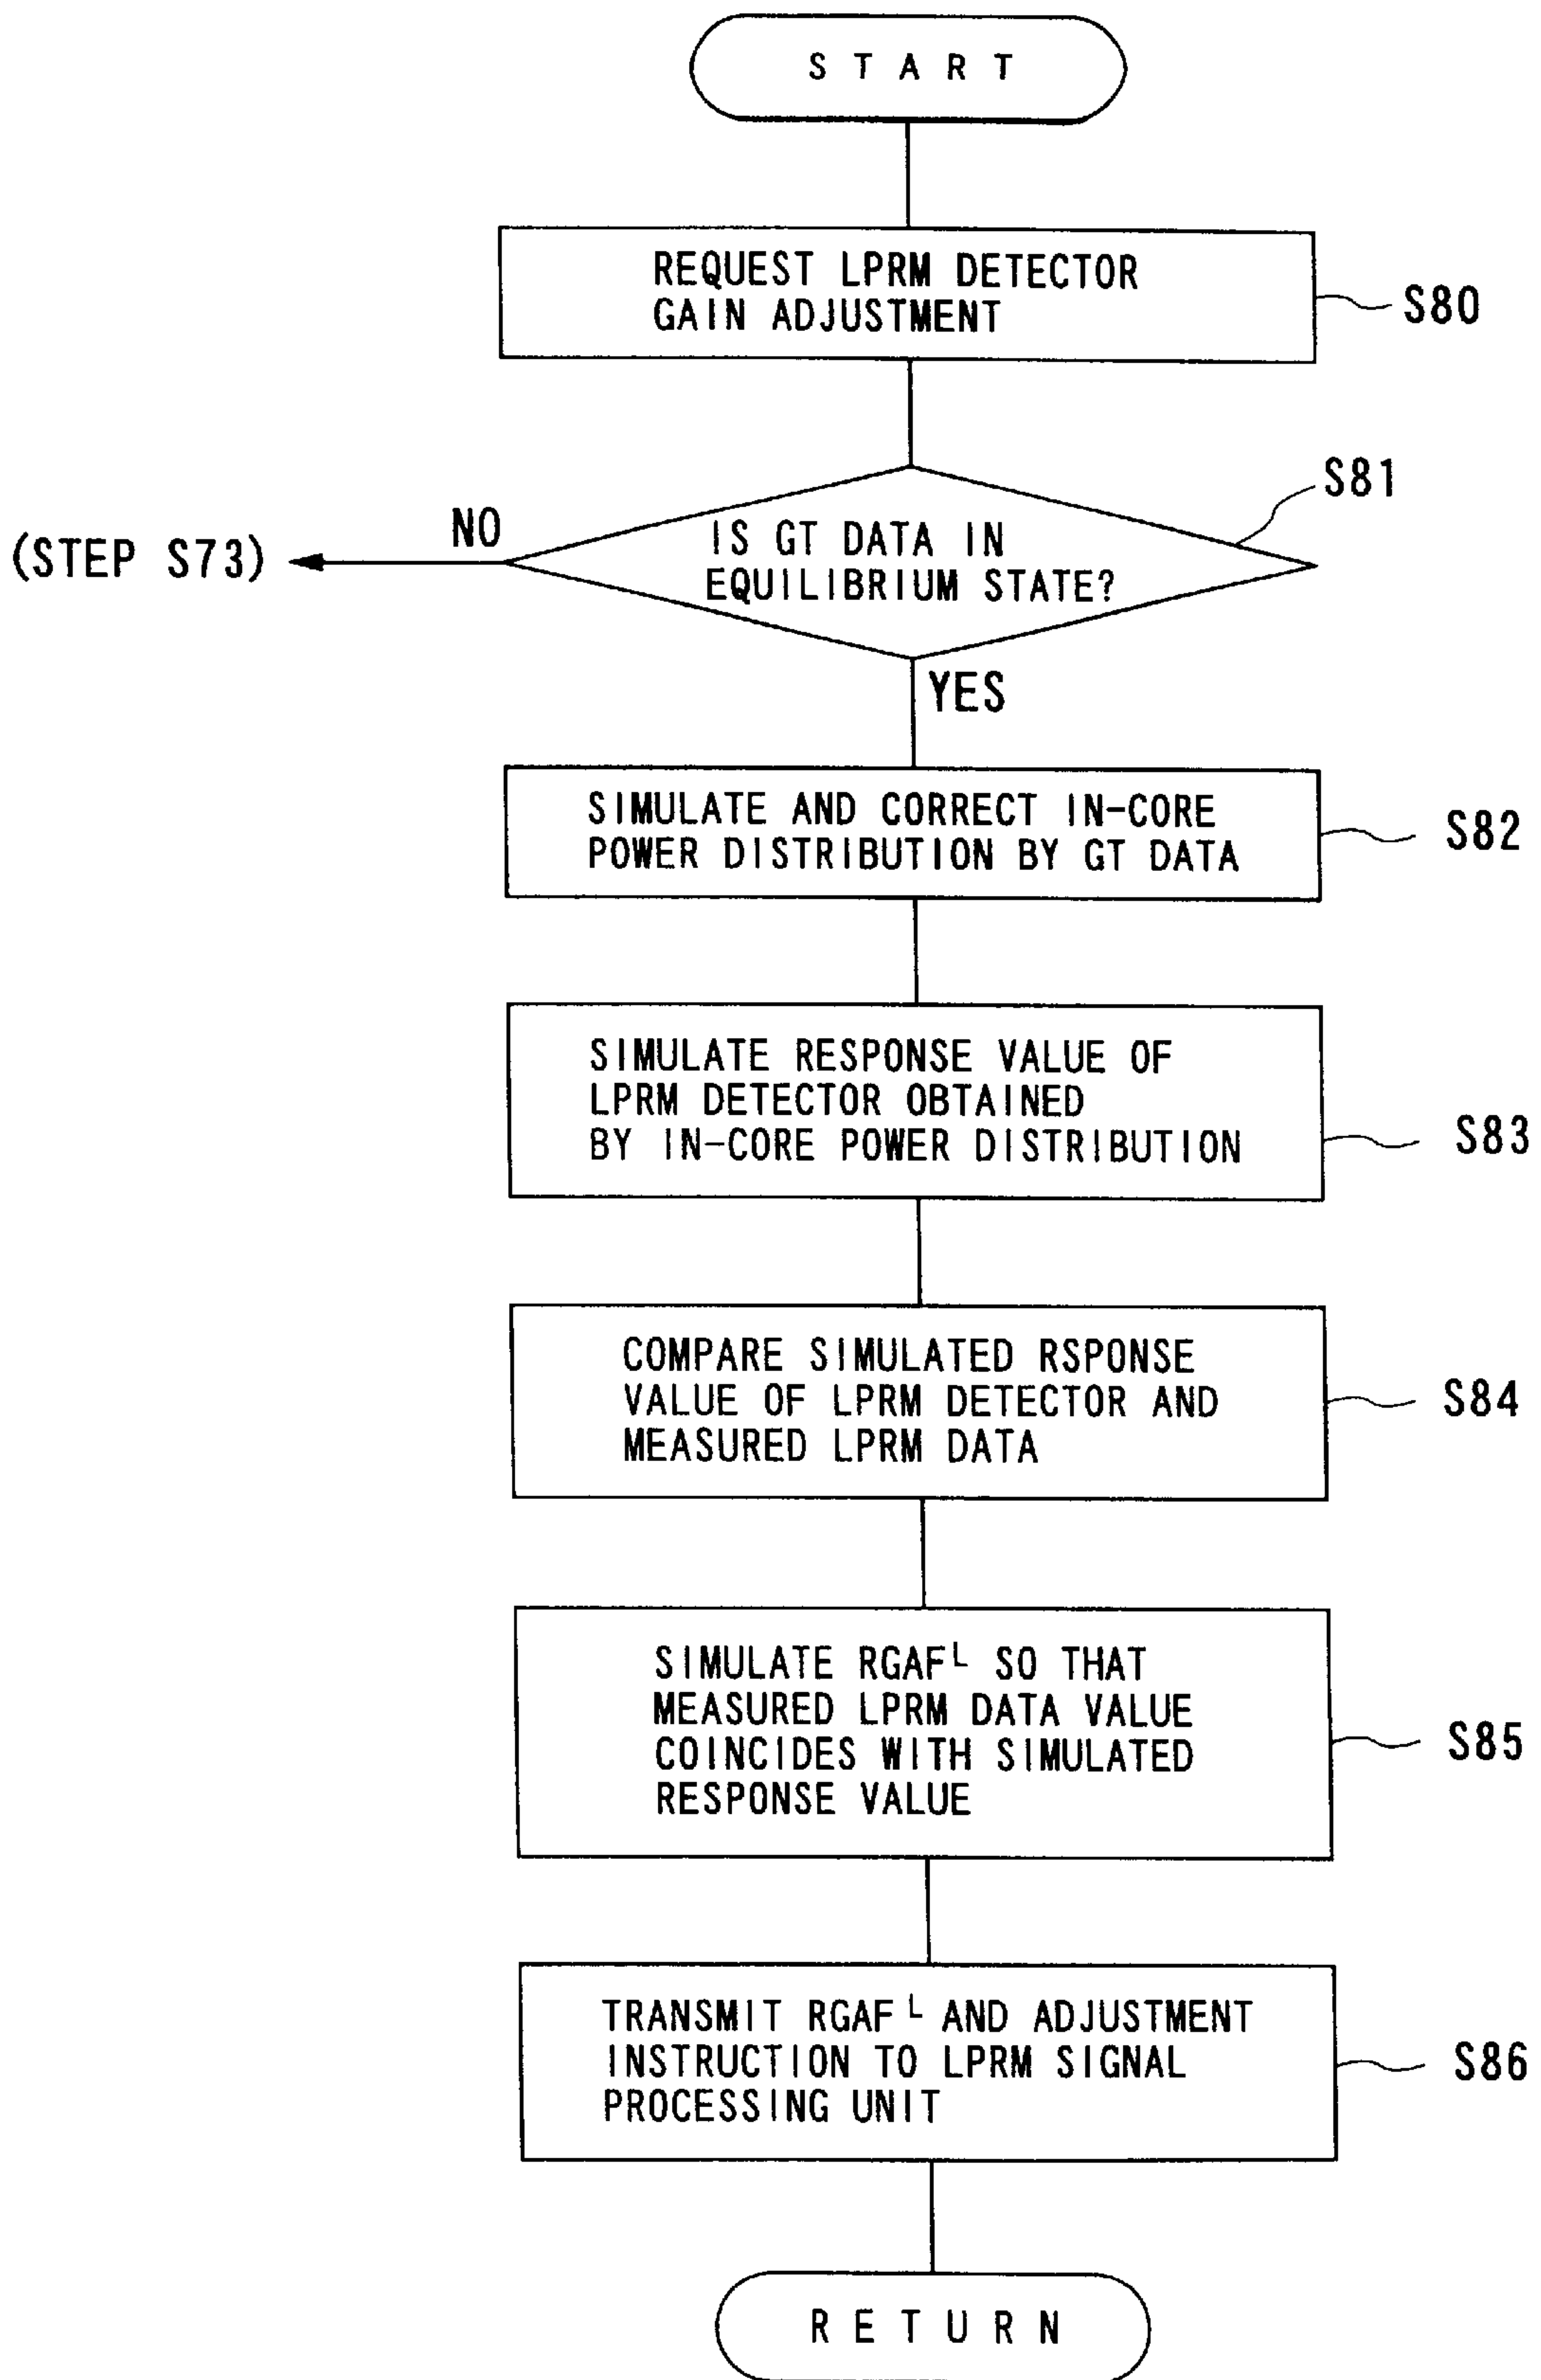 START
REQUEST LPRM DETECTOR
GAIN ADJUSTMENT
S80
S81
NO
(STEP S73)
IS GT DATA IN
EQUILIBRIUM STATE?
YES
SIMULATE AND CORRECT IN-CORE
POWER DISTRIBUTION BY GT DATA
S82
SIMULATE RESPONSE VALUE OF
LPRM DETECTOR OBTAINED
BY IN-CORE POWER DISTRIBUTION
S83
COMPARE SIMULATED RSPONSE
VALUE OF LPRM DETECTOR AND
MEASURED LPRM DATA
S84
SIMULATE RGAF^L SO THAT
MEASURED LPRM DATA VALUE
COINCIDES WITH SIMULATED
RESPONSE VALUE
S85
TRANSMIT RGAF^L AND ADJUSTMENT
INSTRUCTION TO LPRM SIGNAL
PROCESSING UNIT
S86
RETURN